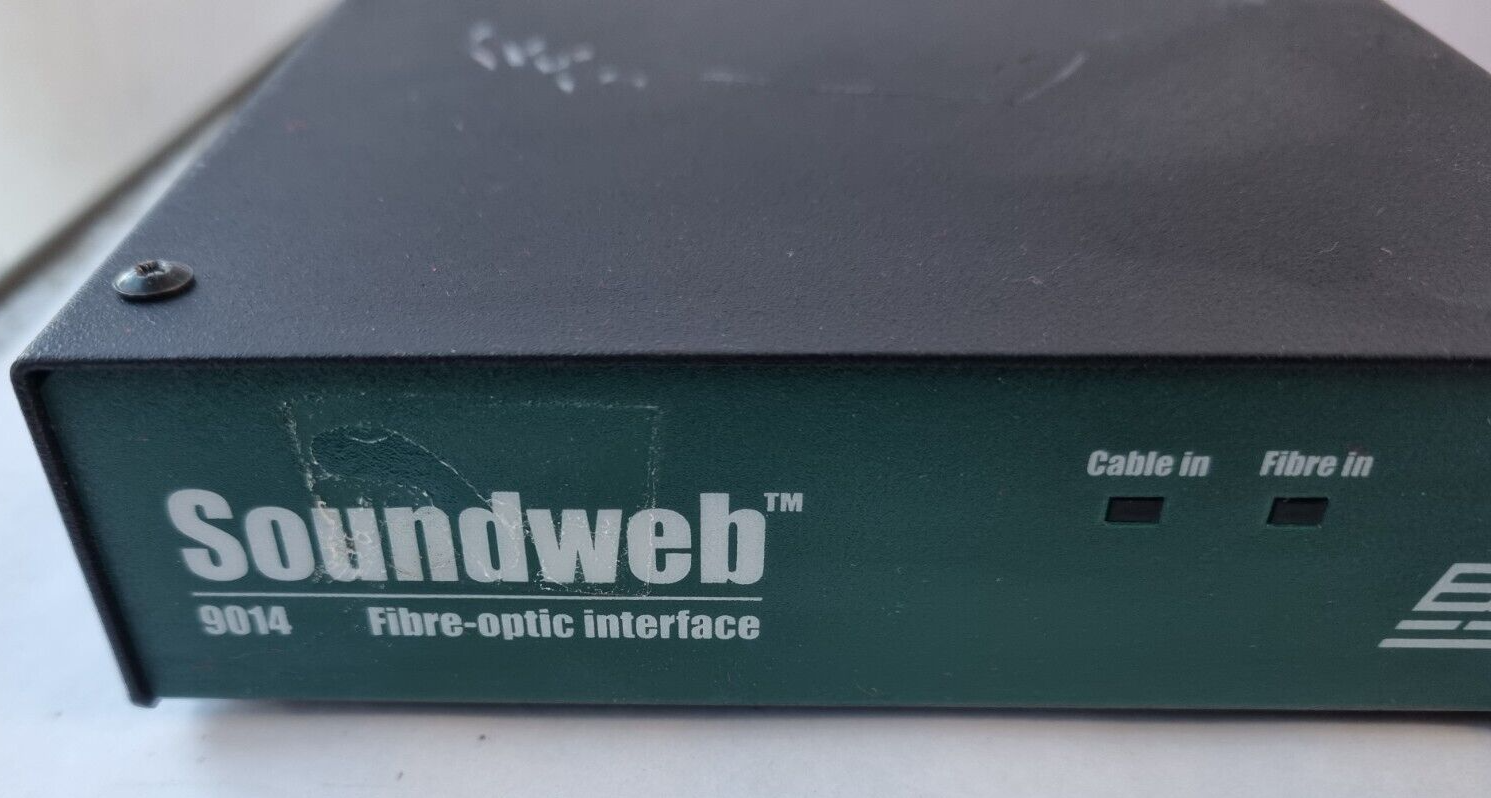 Cable in Fibre in
Soundweb™
9014 Fibre-optic interface